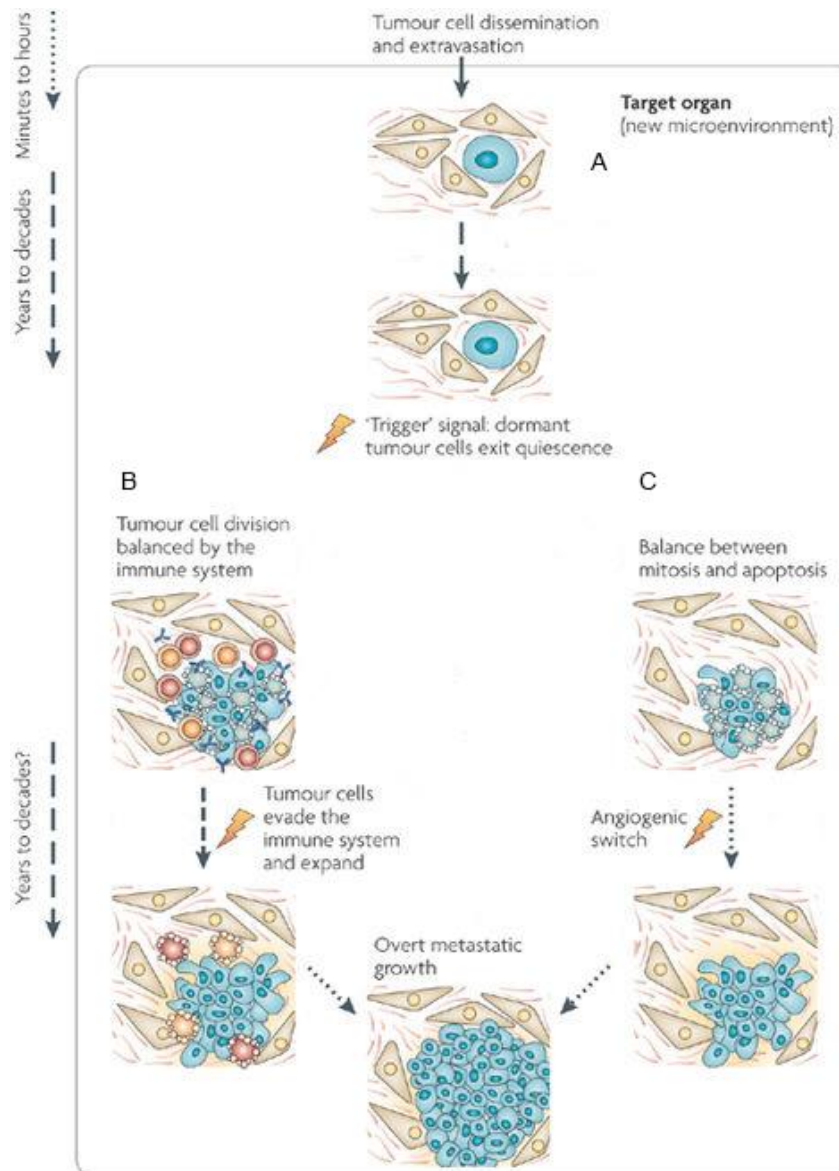 Minutes to hours
Tumour cell dissemination
and extravasation
Target organ
(new microenvironment)
A
Years to decades
'Trigger' signal: dormant
tumour cells exit quiescence
B
C
Tumour cell division
balanced by the
immune system
Balance between
mitosis and apoptosis
Years to decades?
Tumour cells
evade the
immune system
and expand
Angiogenic
switch
Overt metastatic
growth